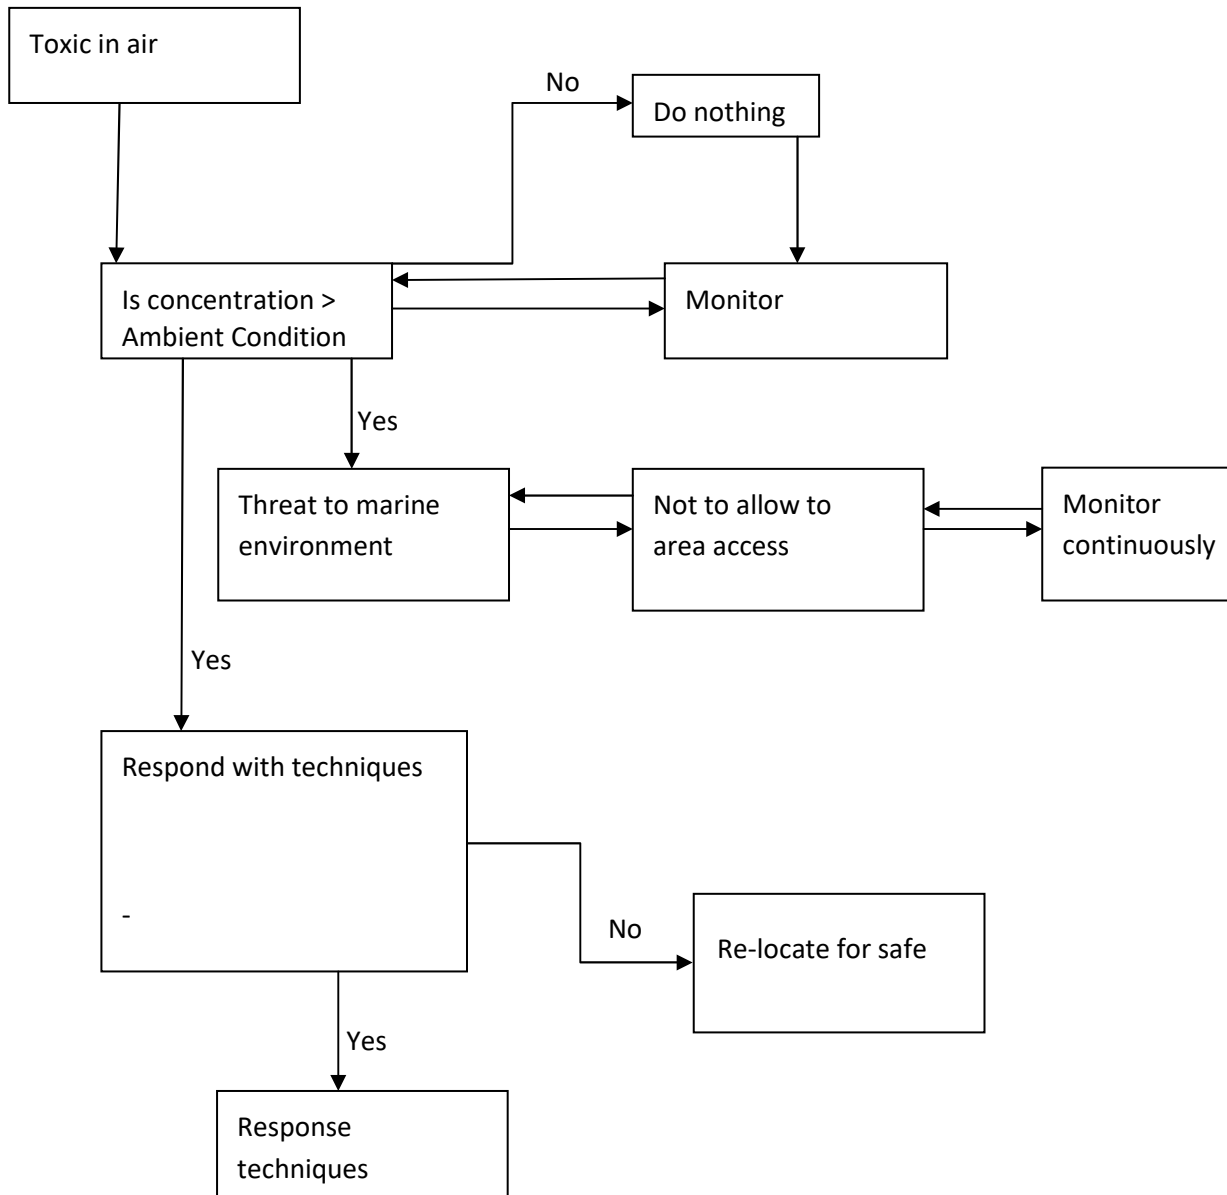 Toxic in air
No
Do nothing
Is concentration >
Ambient Condition
Monitor
Yes
Threat to marine
environment
Not to allow to
area access
Monitor
continuously
Yes
Respond with techniques
-
No
Re-locate for safe
Yes
Response
techniques